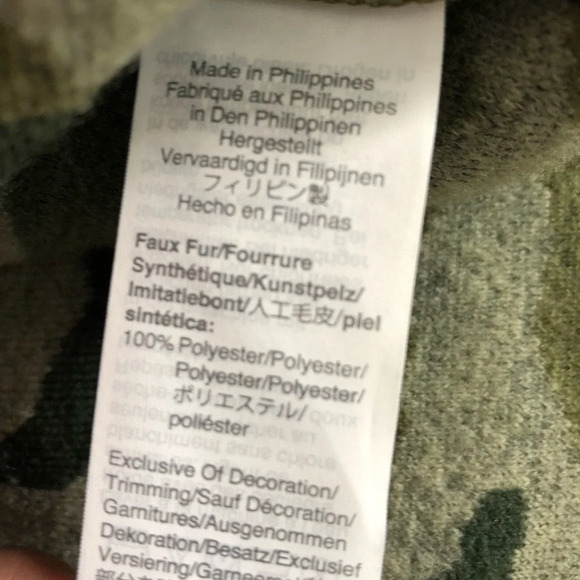 Made in Philippines
Fabriqué aux Philippines
in Den Philippinen
Hergestellt
Vervaardigd in Filipijnen
フィリピン製
Hecho en Filipinas
Faux Fur/Fourrure
Synthétique/Kunstpelz/
Imitatiebont/人工毛皮/piel
sintética:
100% Polyester/Polyester/
Polyester/Polyester/
ポリエステル/
poliéster
Exclusive Of Decoration/
Trimming/Sauf Décoration/
Garnitures/Ausgenommen
Dekoration/Besatz/Exclusief
Versiering/Garneersel/